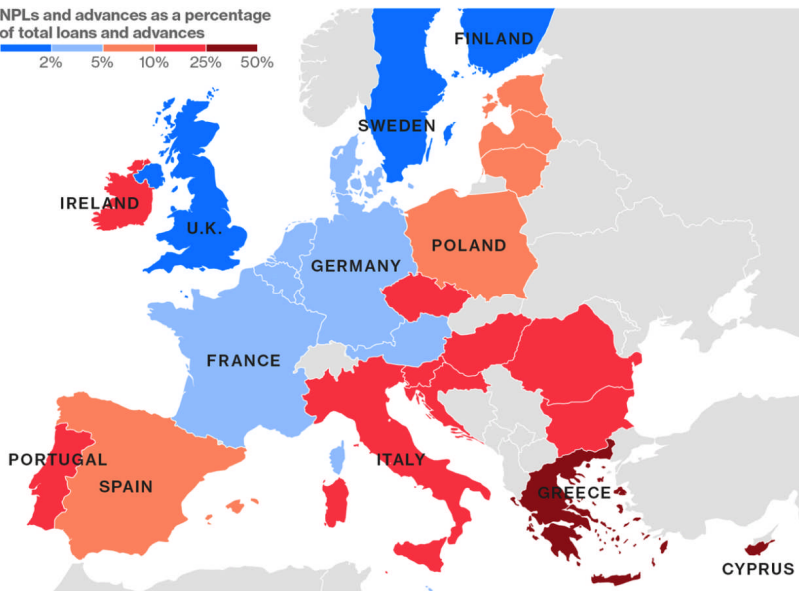 NPLs and advances as a percentage
of total loans and advances
2% 5% 10% 25% 50%
FINLAND
SWEDEN
IRELAND
U.K.
POLAND
GERMANY
FRANCE
PORTUGAL
ITALY
SPAIN
GREECE
CYPRUS